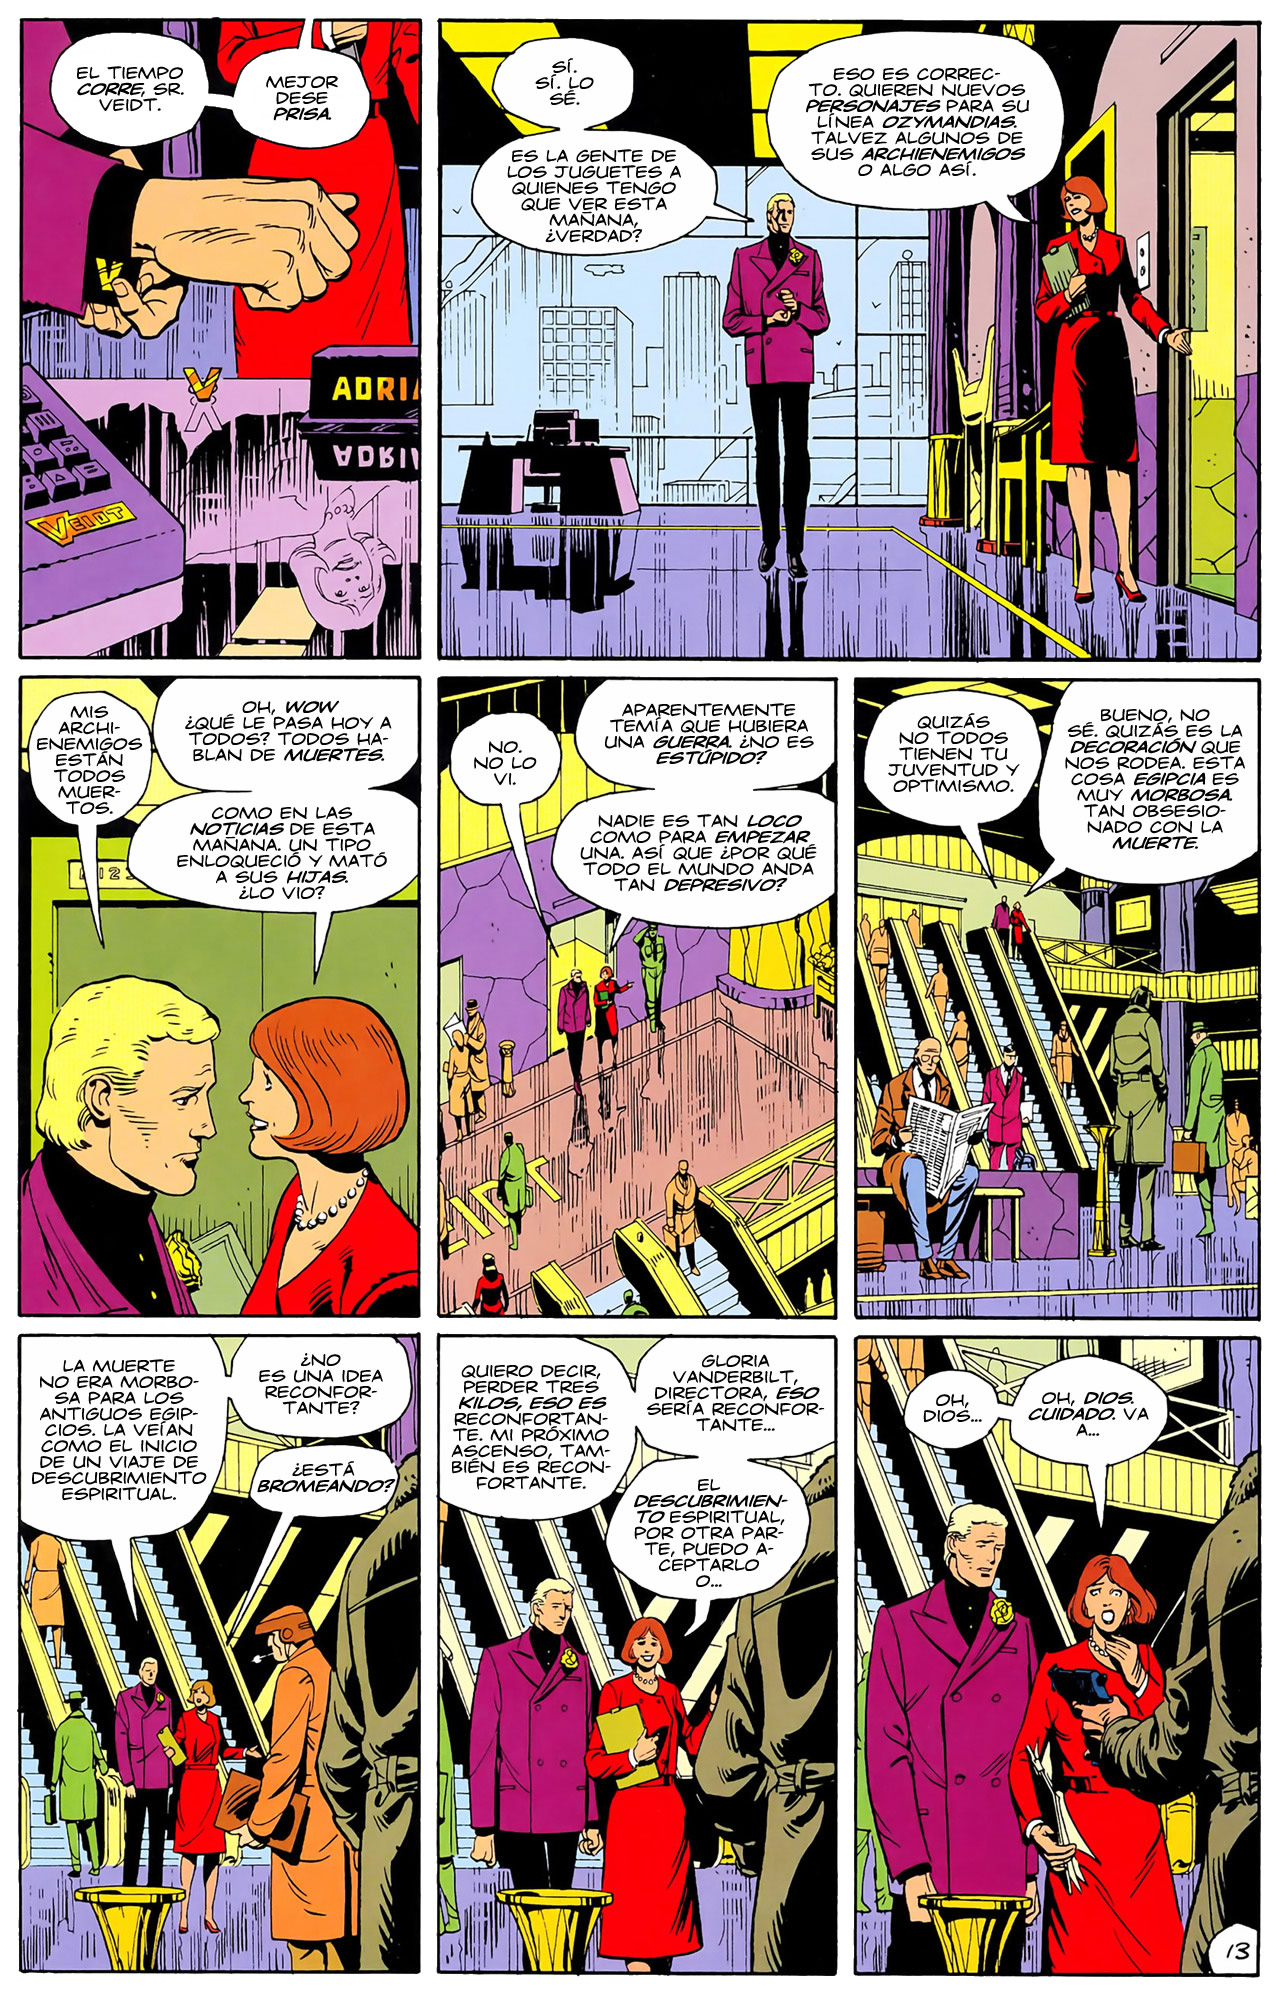 EL TIEMPO
CORRE, SR.
VEIDT.
MEJOR
DESE
PRISA.
VEIDT
V
ADRIA
SÍ.
SÍ. LO
SÉ.
ES LA GENTE DE
LOS JUGUETES A
QUIENES TENGO
QUE VER ESTA
MAÑANA,
¿VERDAD?
ESO ES CORREC-
TO. QUIEREN NUEVOS
PERSONAJES PARA SU
LÍNEA OZYMANDIAS.
TALVEZ ALGUNOS DE
SUS ARCHIENEMIGOS
O ALGO ASÍ.
MIS
ARCHI-
ENEMIGOS
ESTÁN
TODOS
MUER-
TOS.
OH, WOW
¿QUÉ LE PASA HOY A
TODOS? TODOS HA-
BLAN DE MUERTES.
COMO EN LAS
NOTICIAS DE ESTA
MAÑANA. UN TIPO
ENLOQUECIÓ Y MATÓ
A SUS HIJAS.
¿LO VIO?
NO.
NO LO
VI.
APARENTEMENTE
TEMÍA QUE HUBIERA
UNA GUERRA. ¿NO ES
ESTÚPIDO?
NADIE ES TAN LOCO
COMO PARA EMPEZAR
UNA. ASÍ QUE ¿POR QUÉ
TODO EL MUNDO ANDA
TAN DEPRESIVO?
QUIZÁS
NO TODOS
TIENEN TU
JUVENTUD Y
OPTIMISMO.
BUENO, NO
SÉ. QUIZÁS ES LA
DECORACIÓN QUE
NOS RODEA. ESTA
COSA EGIPCIA ES
MUY MORBOSA.
TAN OBSESIO-
NADO CON LA
MUERTE.
LA MUERTE
NO ERA MORBO-
SA PARA LOS
ANTIGUOS EGIP-
CIOS. LA VEÍAN
COMO EL INICIO
DE UN VIAJE DE
DESCUBRIMIENTO
ESPIRITUAL.
¿NO
ES UNA IDEA
RECONFOR-
TANTE?
¿ESTÁ
BROMEANDO?
QUIERO DECIR,
PERDER TRES
KILOS, ESO ES
RECONFORTAN-
TE. MI PRÓXIMO
ASCENSO, TAM-
BIÉN ES RECON-
FORTANTE.
GLORIA
VANDERBILT,
DIRECTORA, ESO
SERÍA RECONFOR-
TANTE...
EL
DESCUBRIMIEN-
TO ESPIRITUAL,
POR OTRA PAR-
TE, PUEDO A-
CEPTARLO
O...
OH,
DIOS...
OH, DIOS.
CUIDADO. VA
A...
13